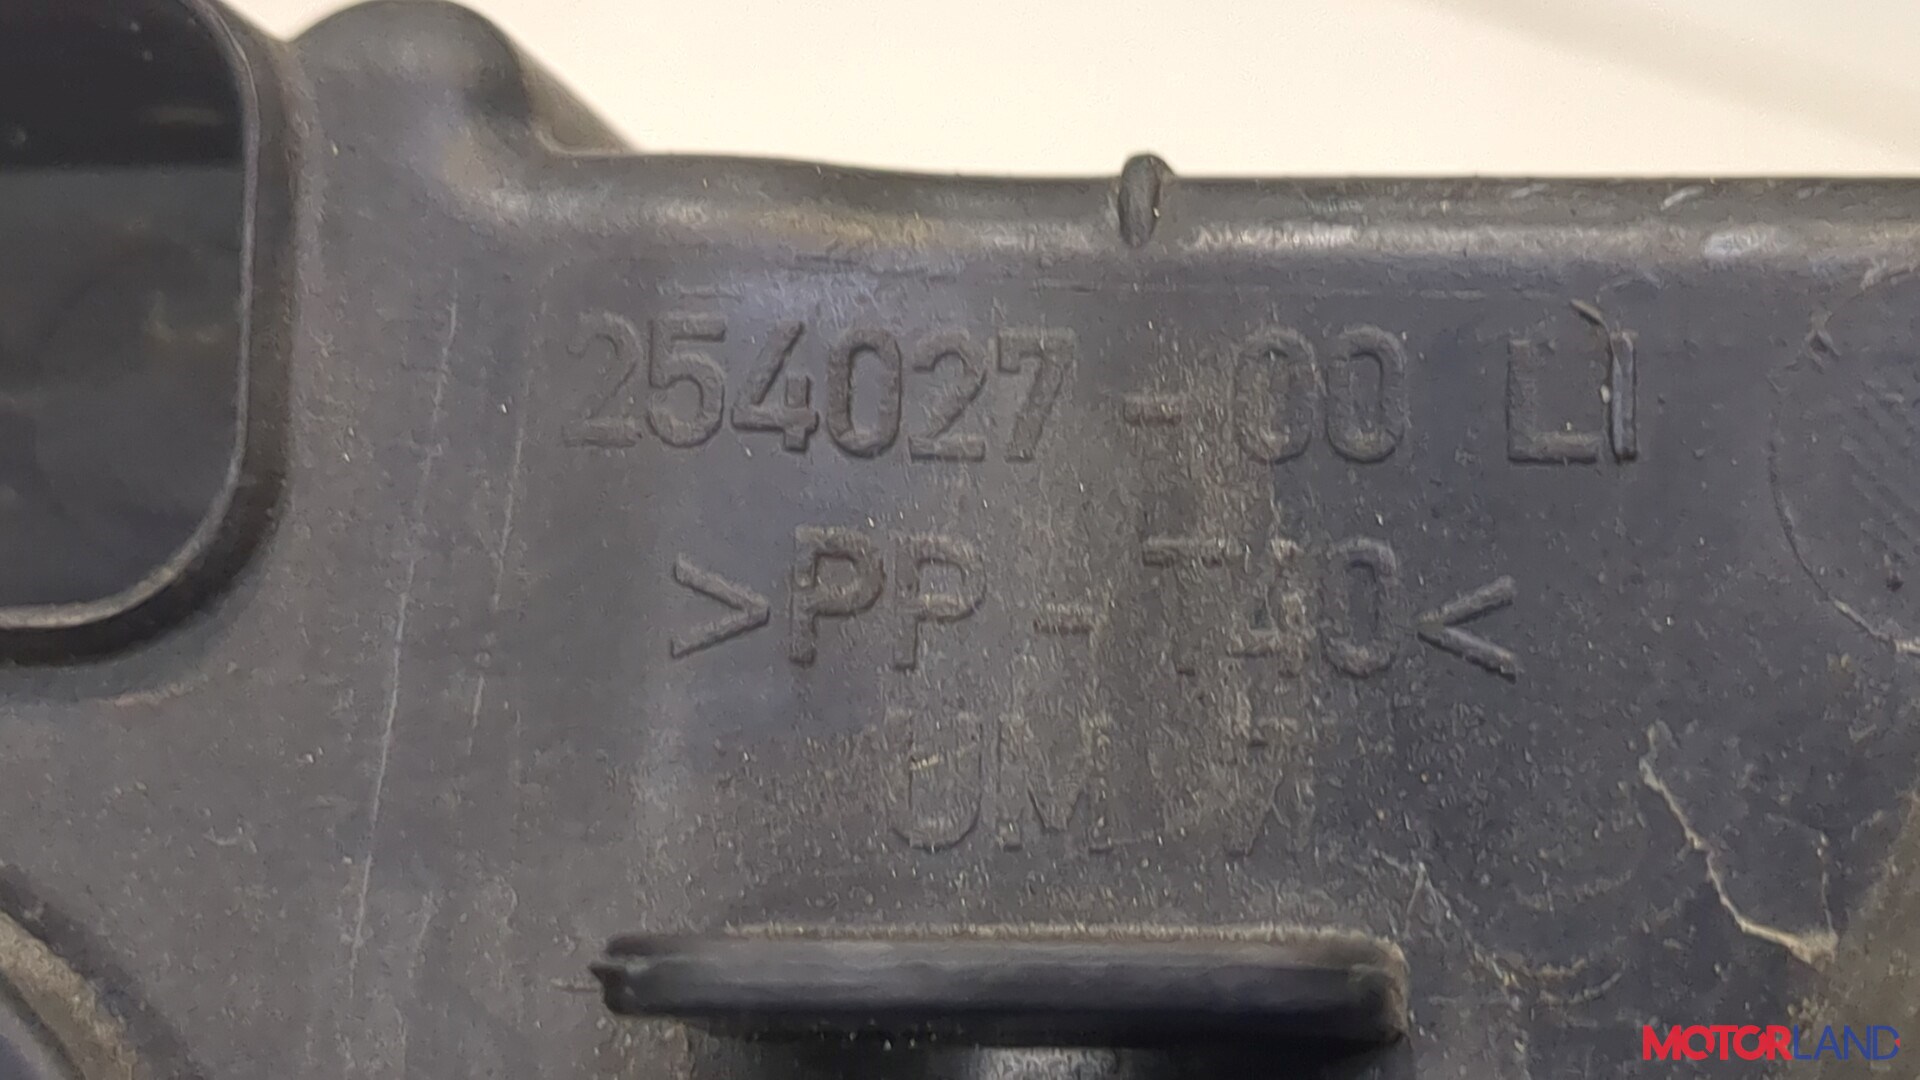 254027-00 LI
>PP-T40<
MOTORLAND